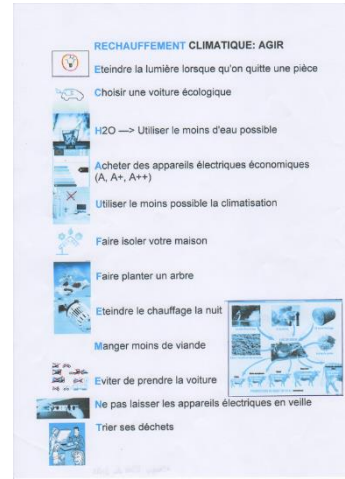 RECHAUFFEMENT CLIMATIQUE: AGIR
Eteindre la lumière lorsque qu'on quitte une pièce
Choisir une voiture écologique
H2O —> Utiliser le moins d'eau possible
Acheter des appareils électriques économiques
(A, A+, A++)
Utiliser le moins possible la climatisation
Faire isoler votre maison
Faire planter un arbre
Eteindre le chauffage la nuit
Manger moins de viande
Eviter de prendre la voiture
Ne pas laisser les appareils électriques en veille
Trier ses déchets